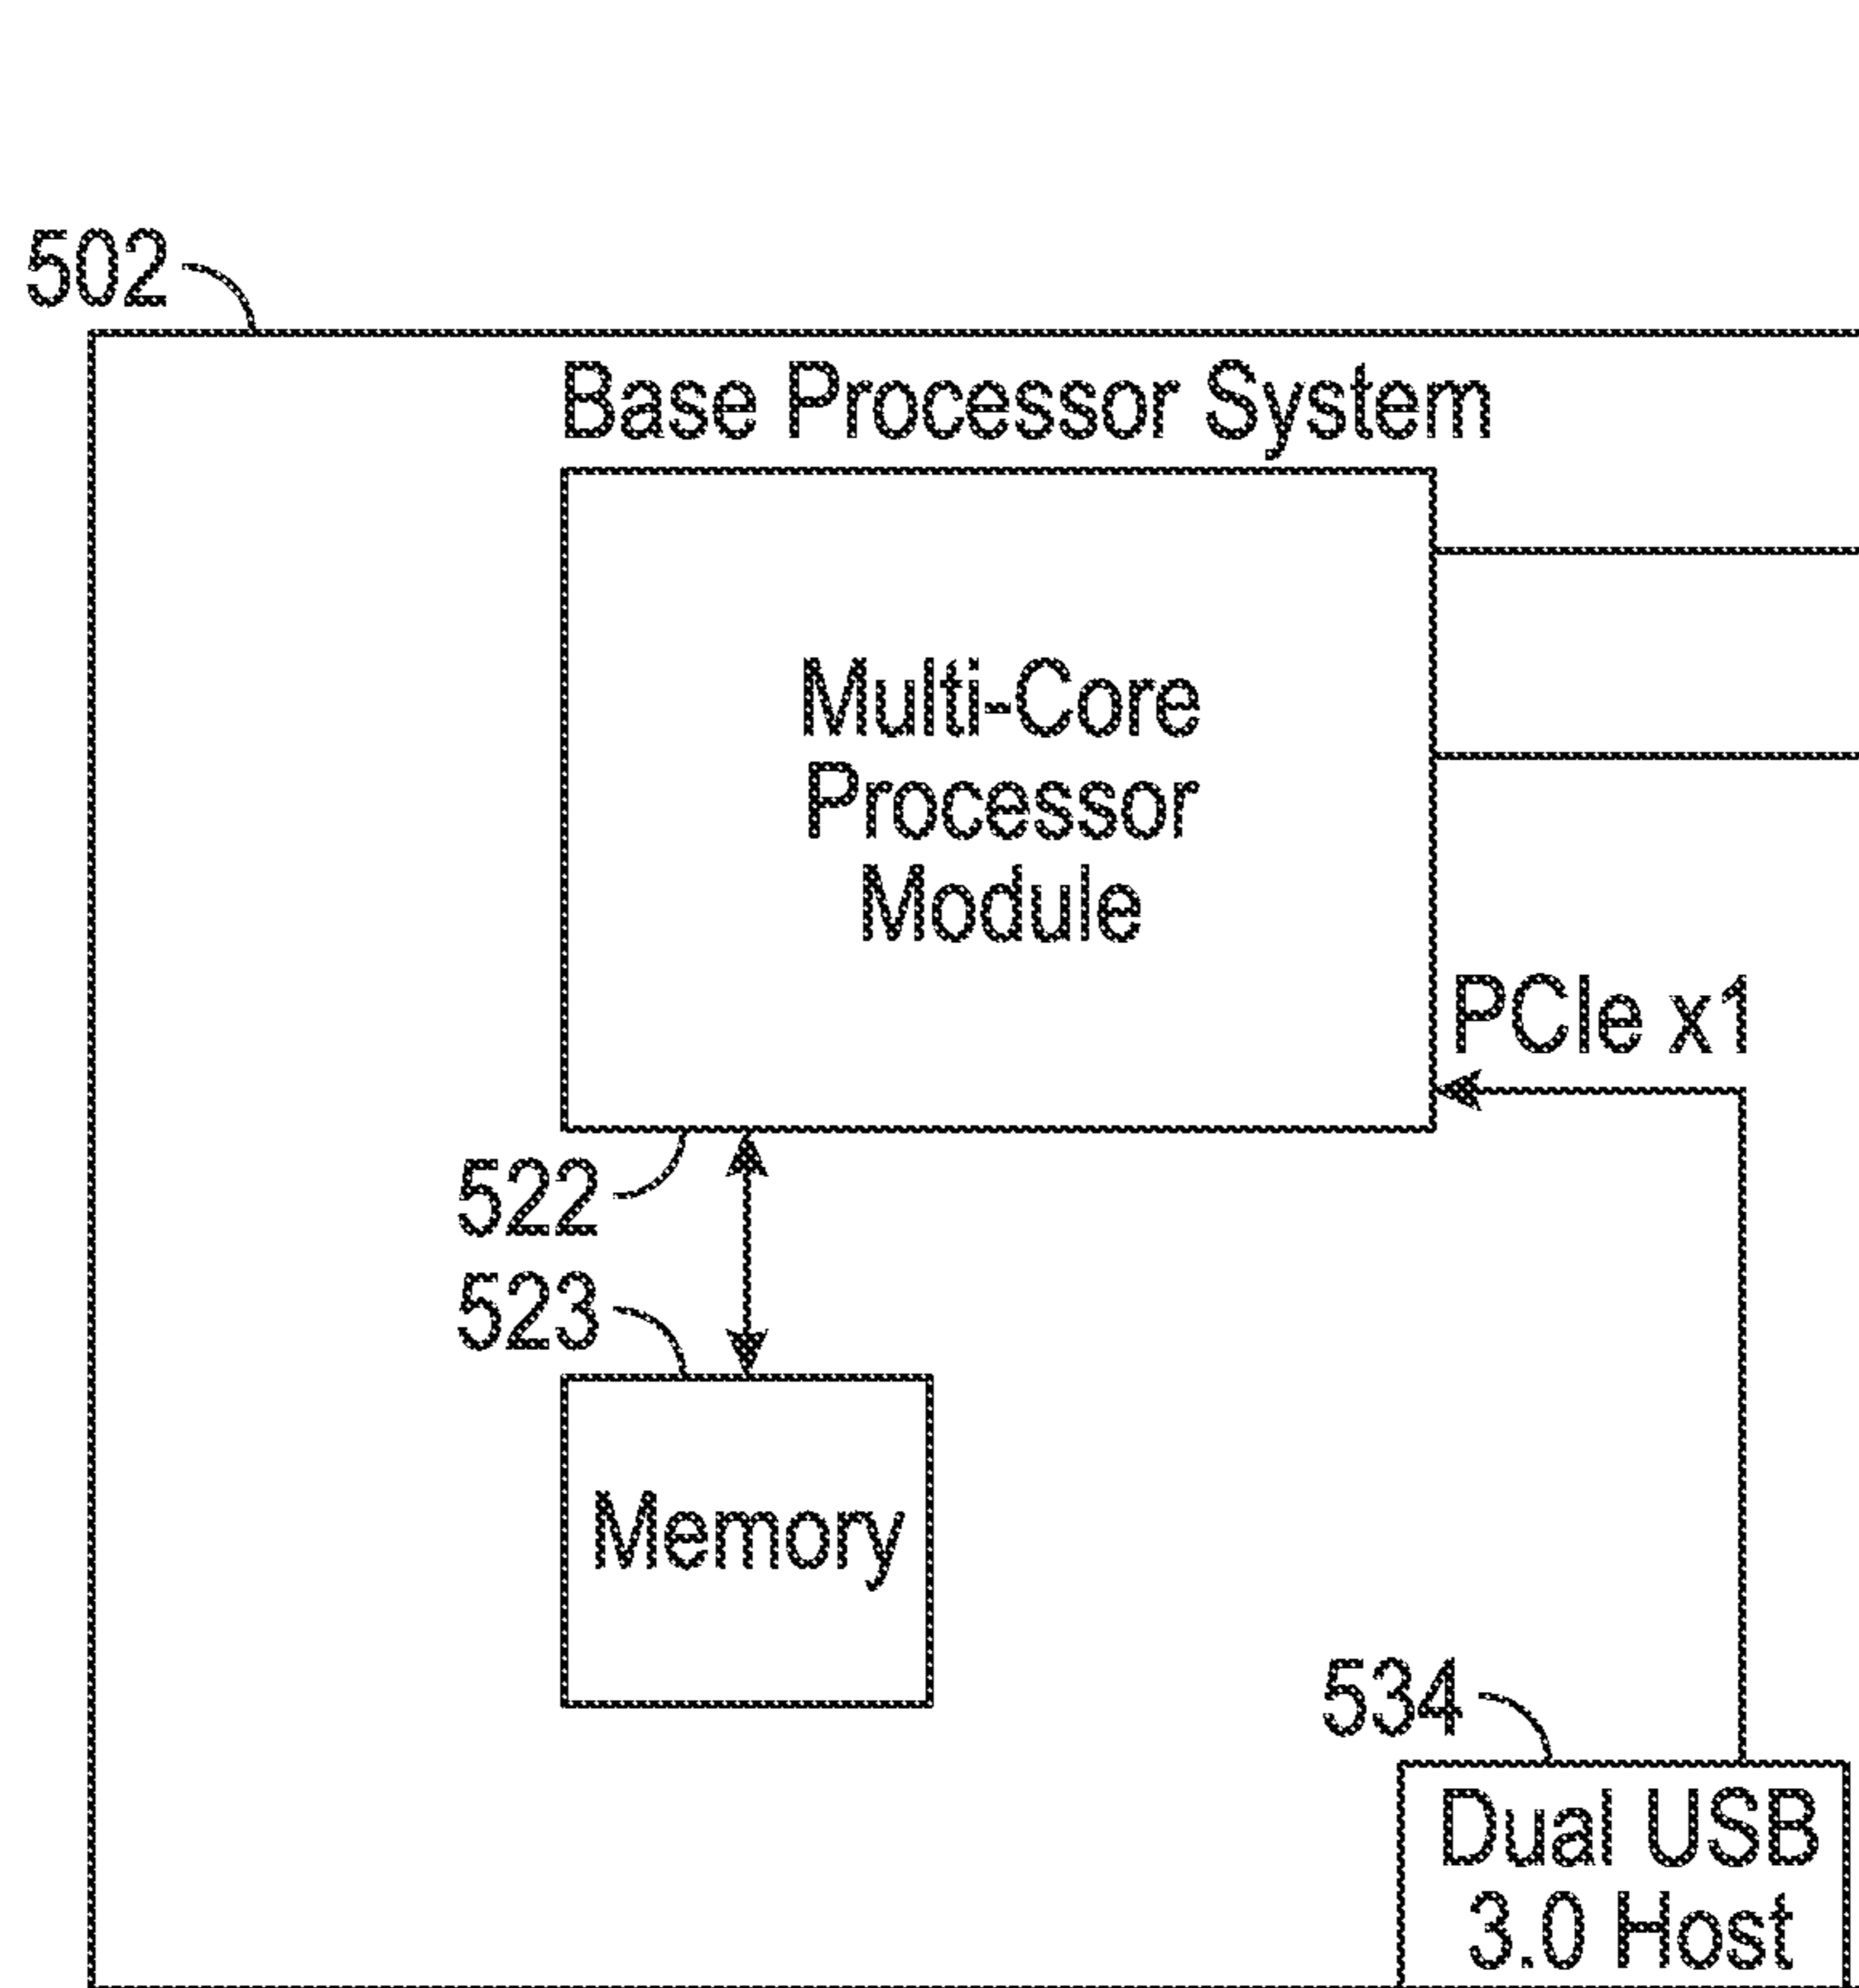 502
Base Processor System
Multi-Core
Processor
Module
PCIe x1
522
523
Memory
534
Dual USB
3.0 Host